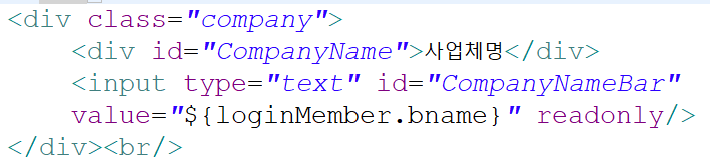 <div class="company">
<div id="CompanyName">사업체명</div>
<input type="text" id="CompanyNameBar"
value="${loginMember.bname}" readonly/>
</div><br/>